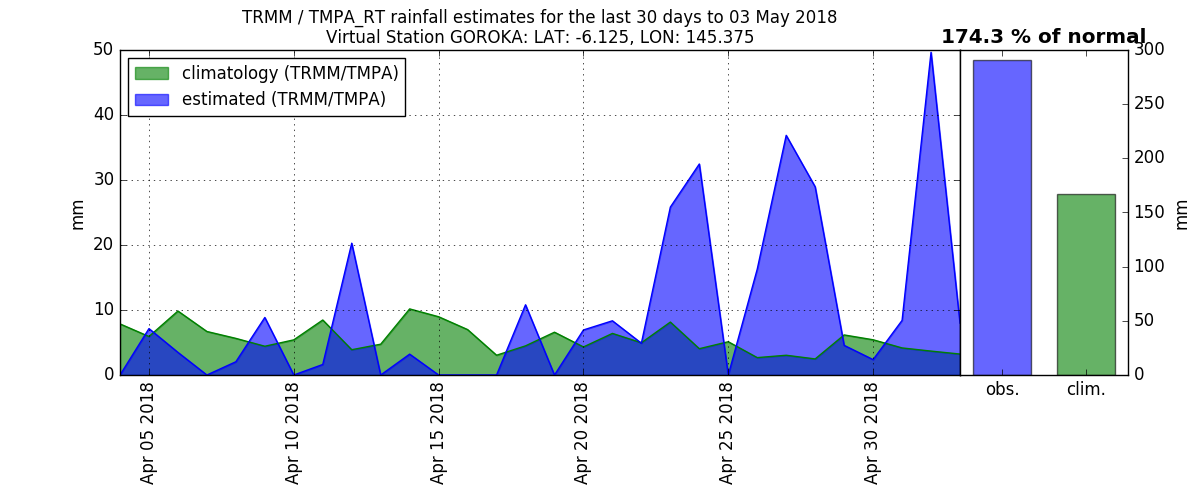 TRMM / TMPA_RT rainfall estimates for the last 30 days to 03 May 2018
Virtual Station GOROKA: LAT: -6.125, LON: 145.375
174.3 % of normal
climatology (TRMM/TMPA)
estimated (TRMM/TMPA)
50
40
30
20
10
0
mm
Apr 05 2018
Apr 10 2018
Apr 15 2018
Apr 20 2018
Apr 25 2018
Apr 30 2018
300
250
200
150
100
50
0
mm
obs.
clim.